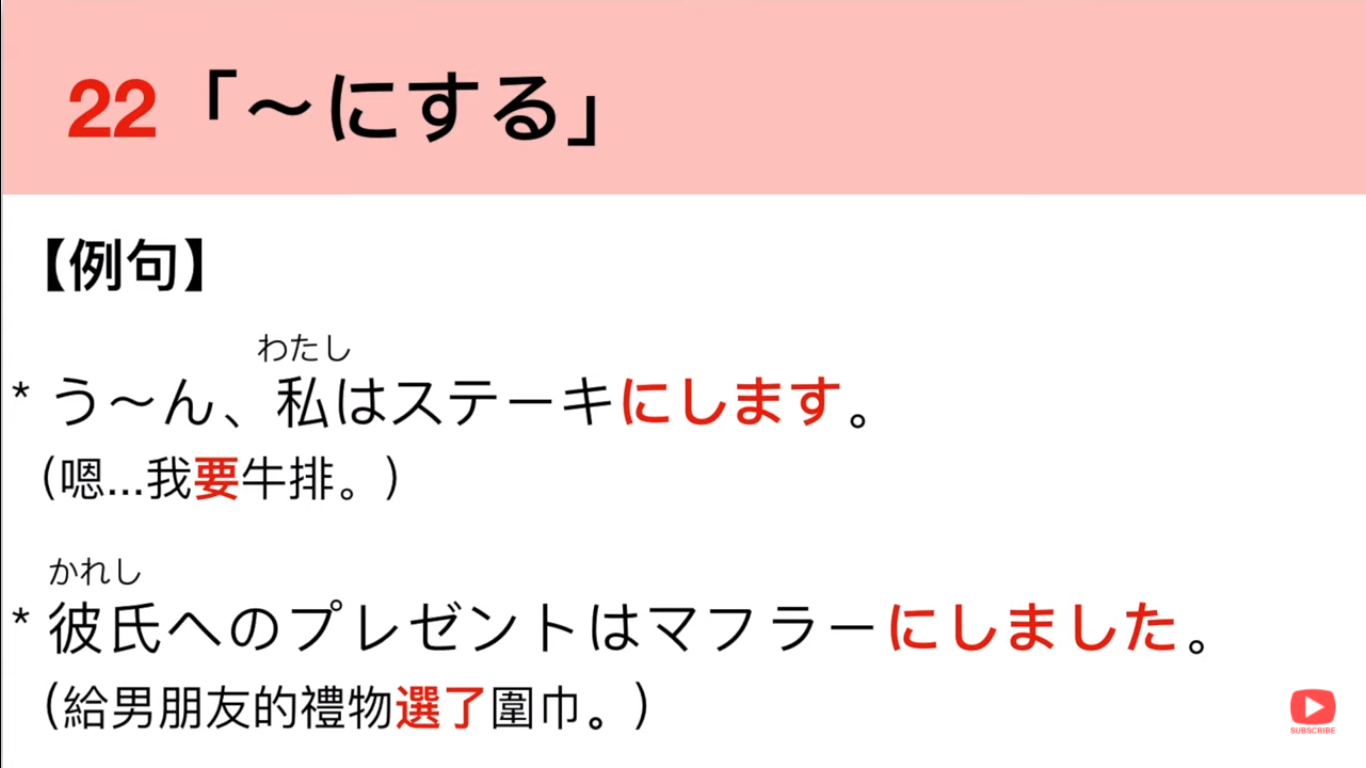 22「～にする」
【例句】
わたし
* う～ん、私はステーキにします。
（嗯...我要牛排。）
かれし
* 彼氏へのプレゼントはマフラーにしました。
（給男朋友的禮物選了圍巾。）
SUBSCRIBE